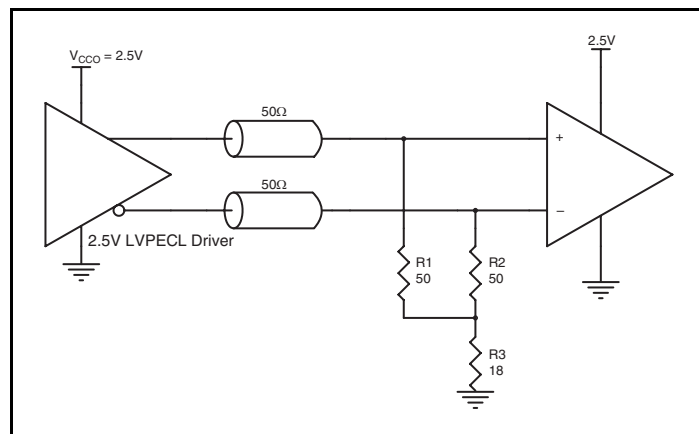 V_CCO = 2.5V
2.5V
50Ω
+
50Ω
−
2.5V LVPECL Driver
R1
50
R2
50
R3
18